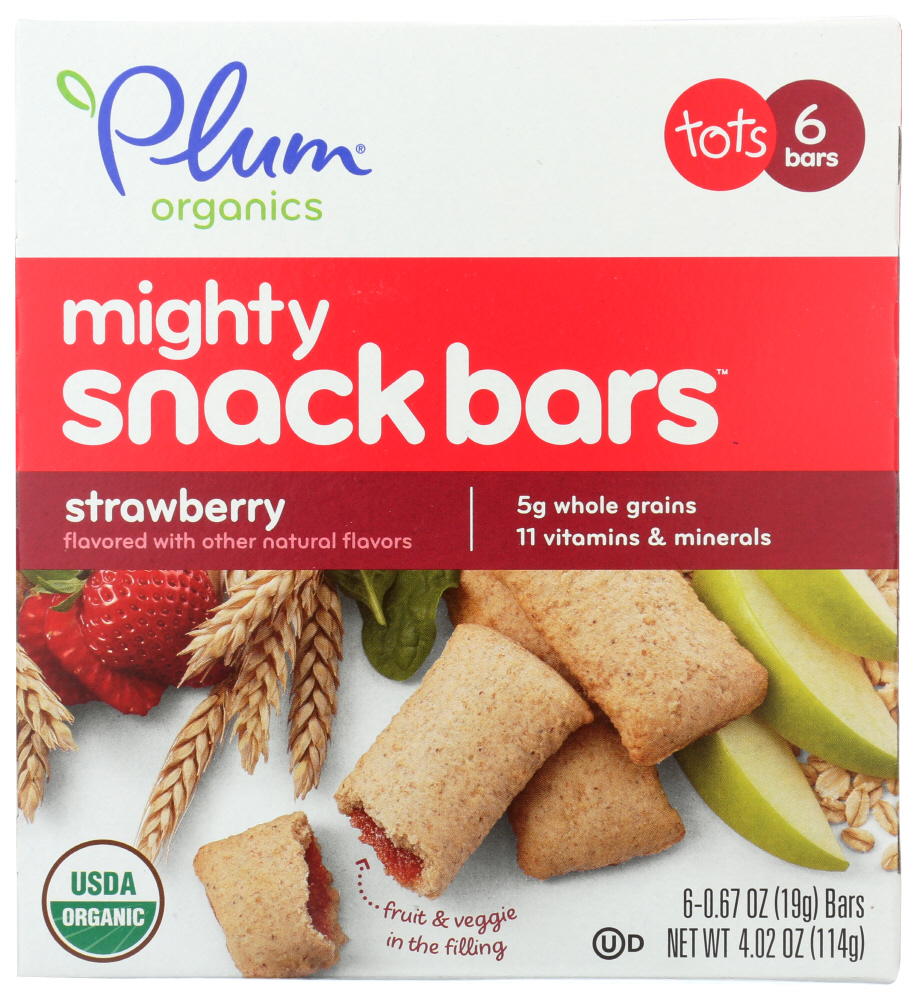 Plum®
organics
tots
6
bars
mighty
snack bars™
strawberry
flavored with other natural flavors
5g whole grains
11 vitamins & minerals
USDA
ORGANIC
fruit & veggie
in the filling
6-0.67 OZ (19g) Bars
U D
NET WT 4.02 OZ (114g)